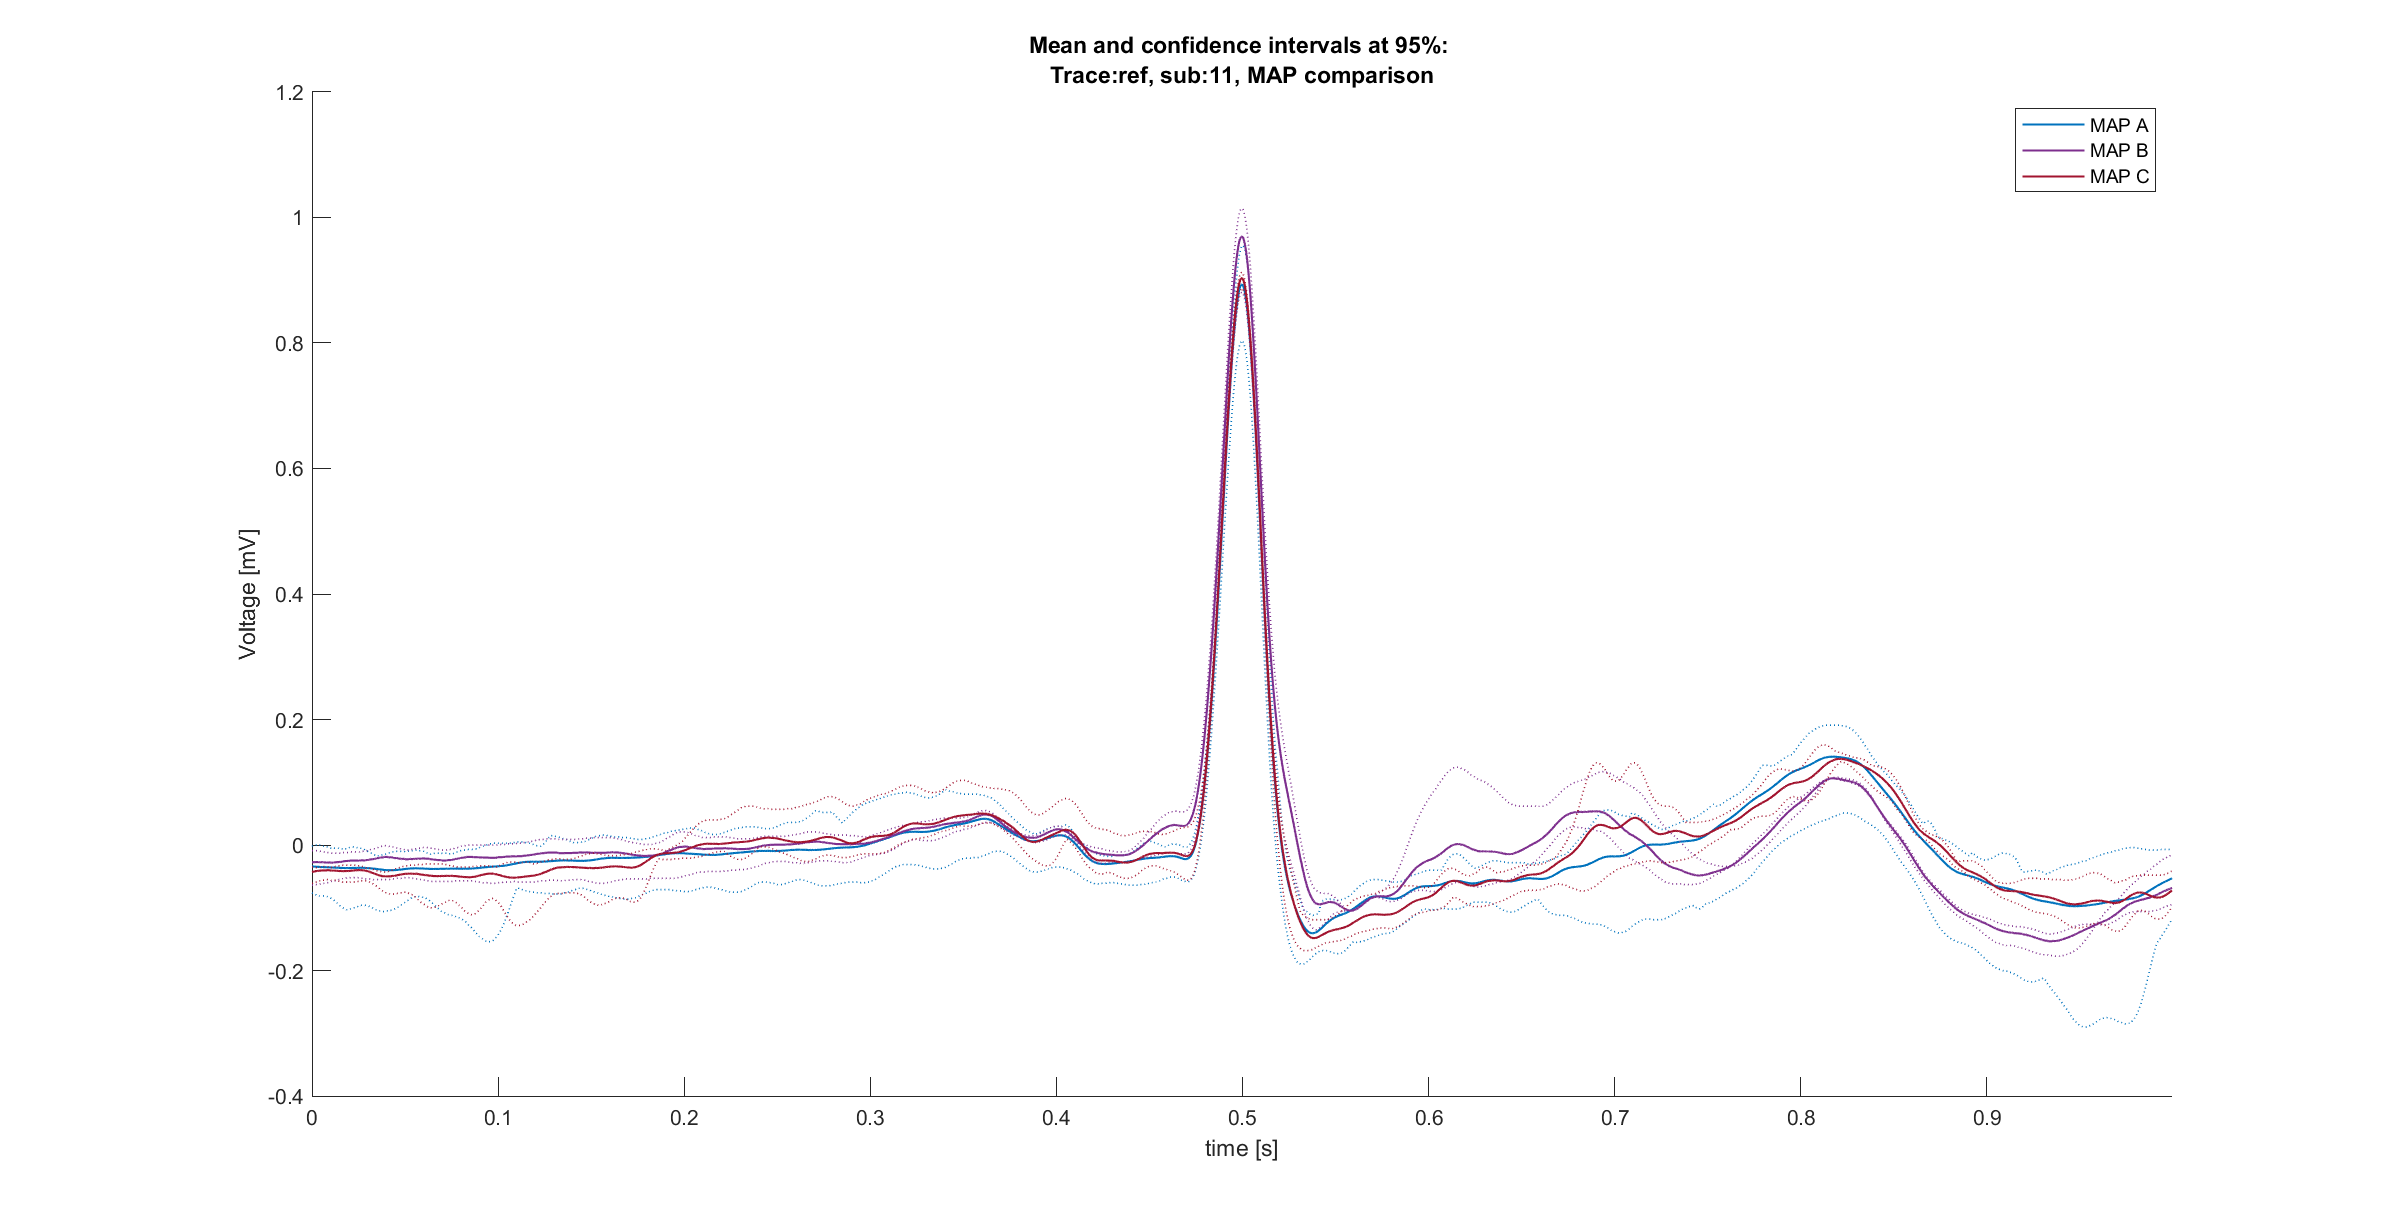 Mean and confidence intervals at 95%:
Trace:ref, sub:11, MAP comparison
1.2
1
0.8
0.6
0.4
0.2
0
-0.2
-0.4
Voltage [mV]
MAP A
MAP B
MAP C
0
0.1
0.2
0.3
0.4
0.5
0.6
0.7
0.8
0.9
time [s]